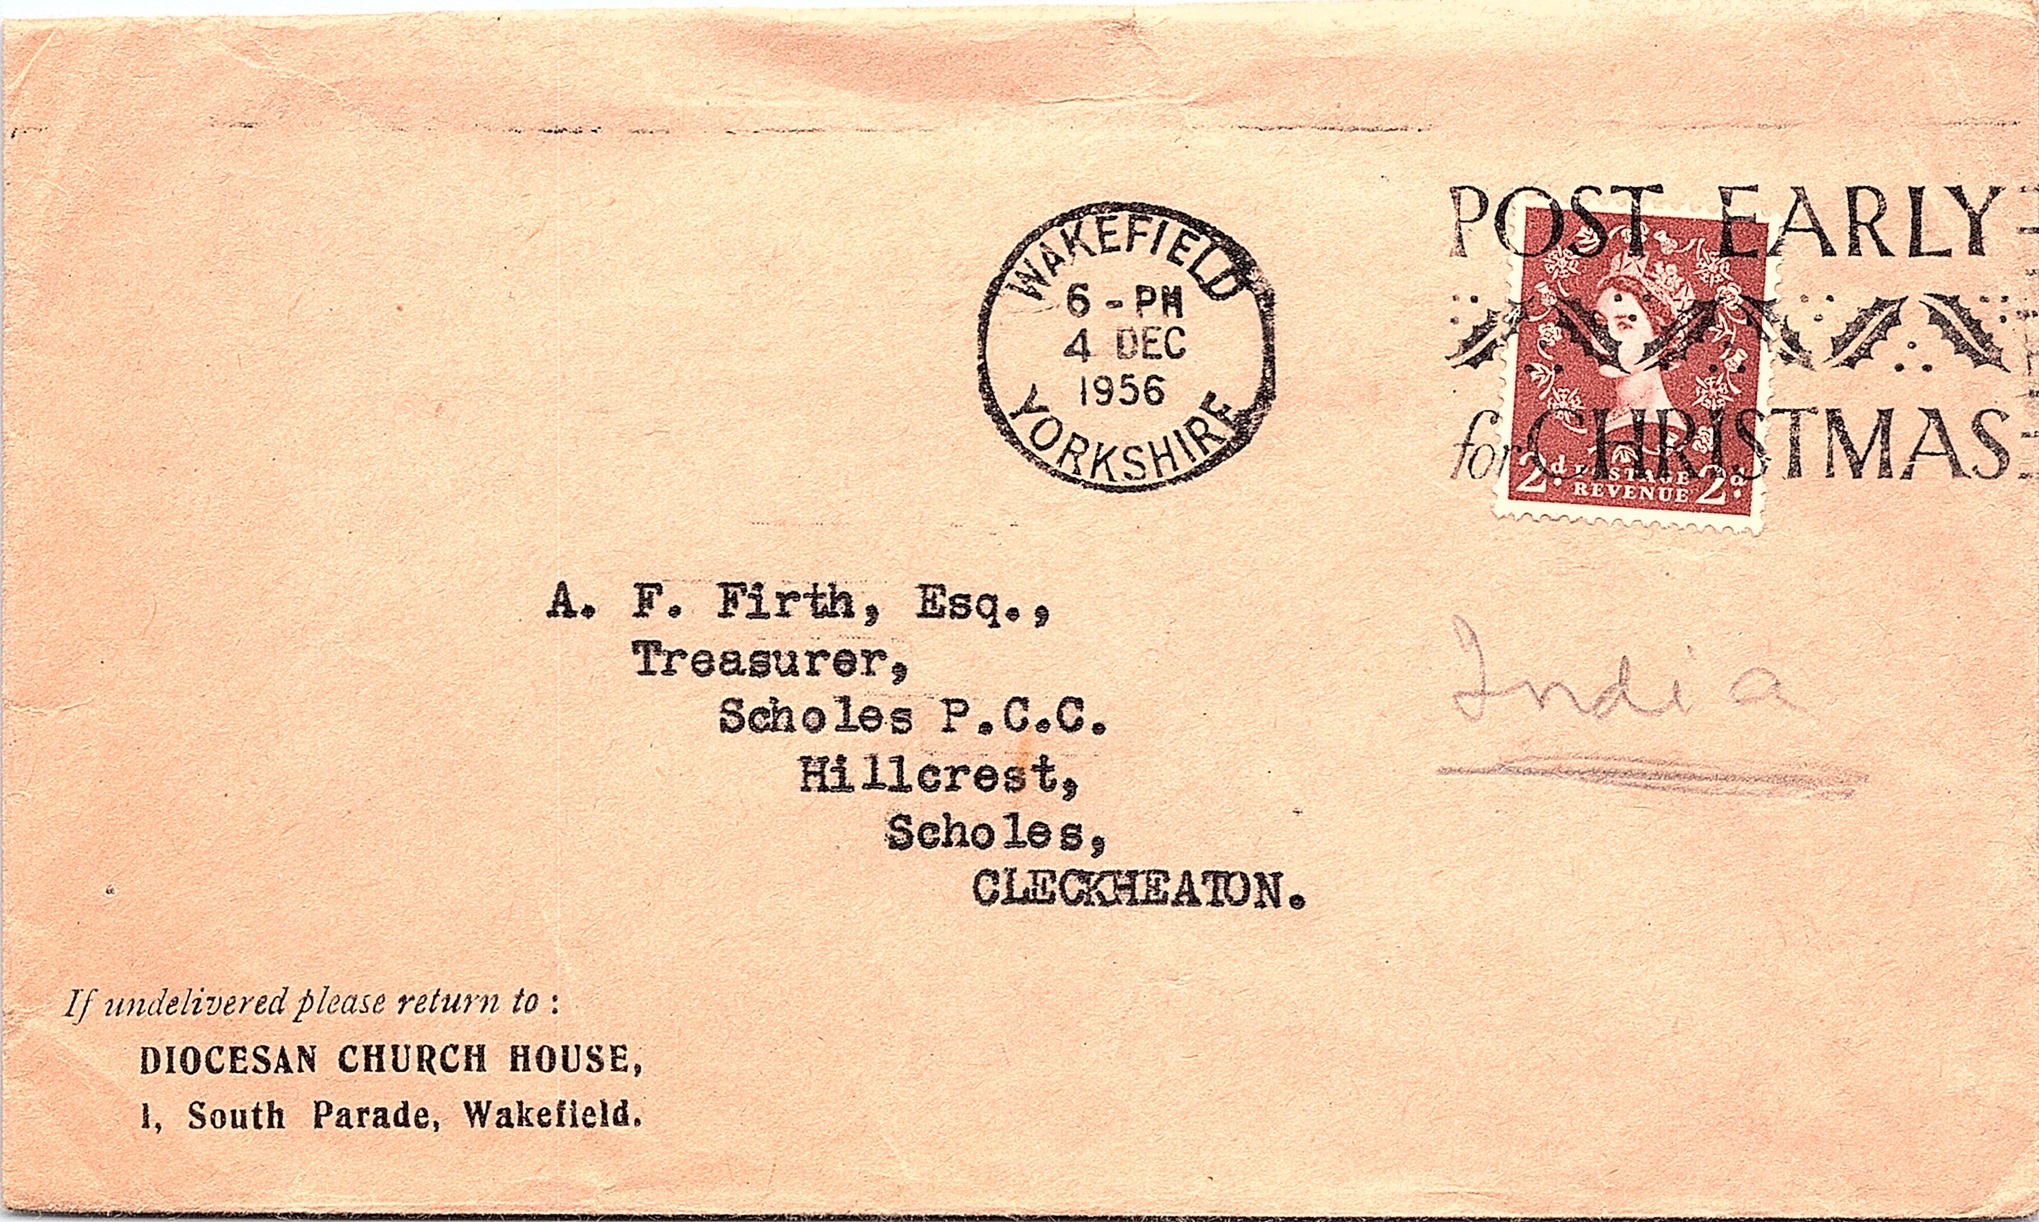 WAKEFIELD
6 - PM
4 DEC
1956
YORKSHIRE
POST EARLY
for CHRISTMAS
2d. POSTAGE 2d.
REVENUE
A. F. Firth, Esq.,
Treasurer,
Scholes P.C.C.
Hillcrest,
Scholes,
CLECKHEATON.
India
If undelivered please return to :
DIOCESAN CHURCH HOUSE,
1, South Parade, Wakefield.